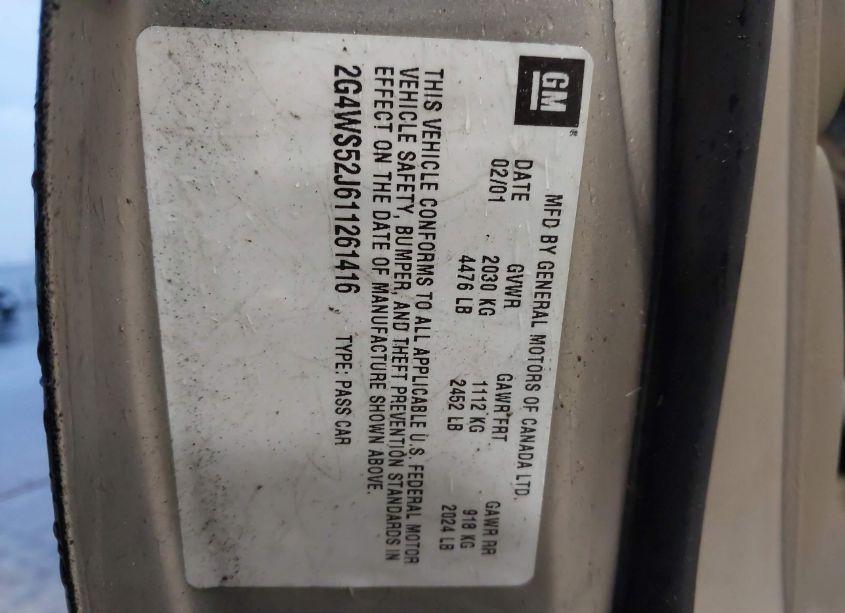 GM
®
MFD BY GENERAL MOTORS OF CANADA LTD.
DATE GVWR GAWR FRT GAWR RR
02/01 2030 KG 1112 KG 918 KG
4476 LB 2452 LB 2024 LB
THIS VEHICLE CONFORMS TO ALL APPLICABLE U.S. FEDERAL MOTOR
VEHICLE SAFETY, BUMPER, AND THEFT PREVENTION STANDARDS IN
EFFECT ON THE DATE OF MANUFACTURE SHOWN ABOVE.
2G4WS52J611261416 TYPE: PASS CAR